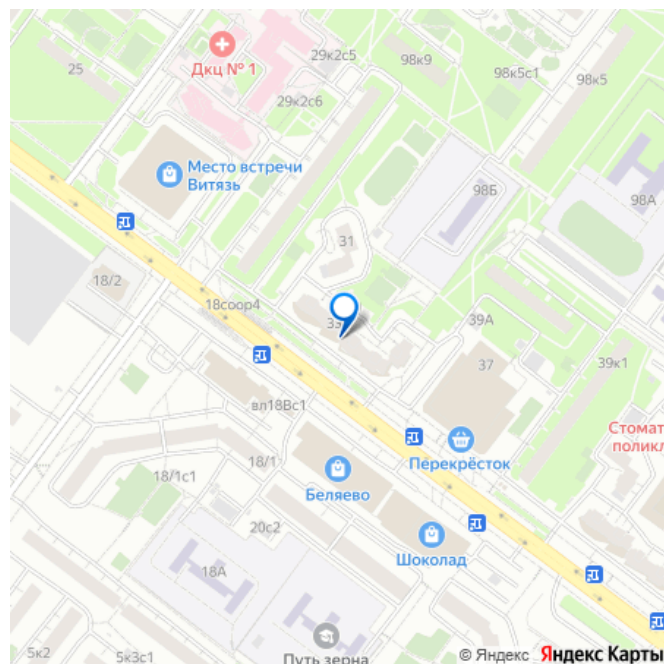 29к2с5
98к9
25
Дкц № 1
98к5с1
98к5
29к2с6
Место встречи
Витязь
98Б
98А
31
18/2
18соор4
39А
37
39к1
вл18Вс1
Стомат
поликл
Перекрёсток
18/1
18/1с1
Беляево
20с2
Шоколад
18А
5к2
5к3с1
Путь зерна
© Яндекс Яндекс Карты